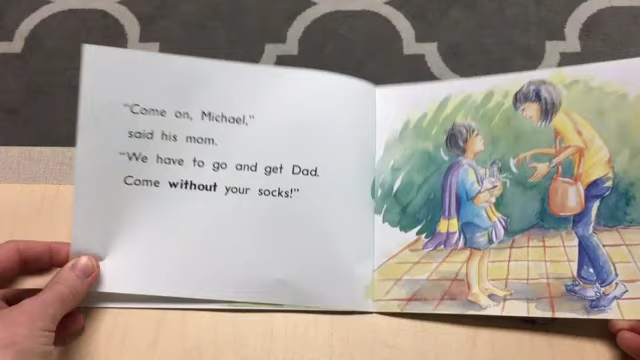 "Come on, Michael,"
said his mom.
"We have to go and get Dad.
Come without your socks!"